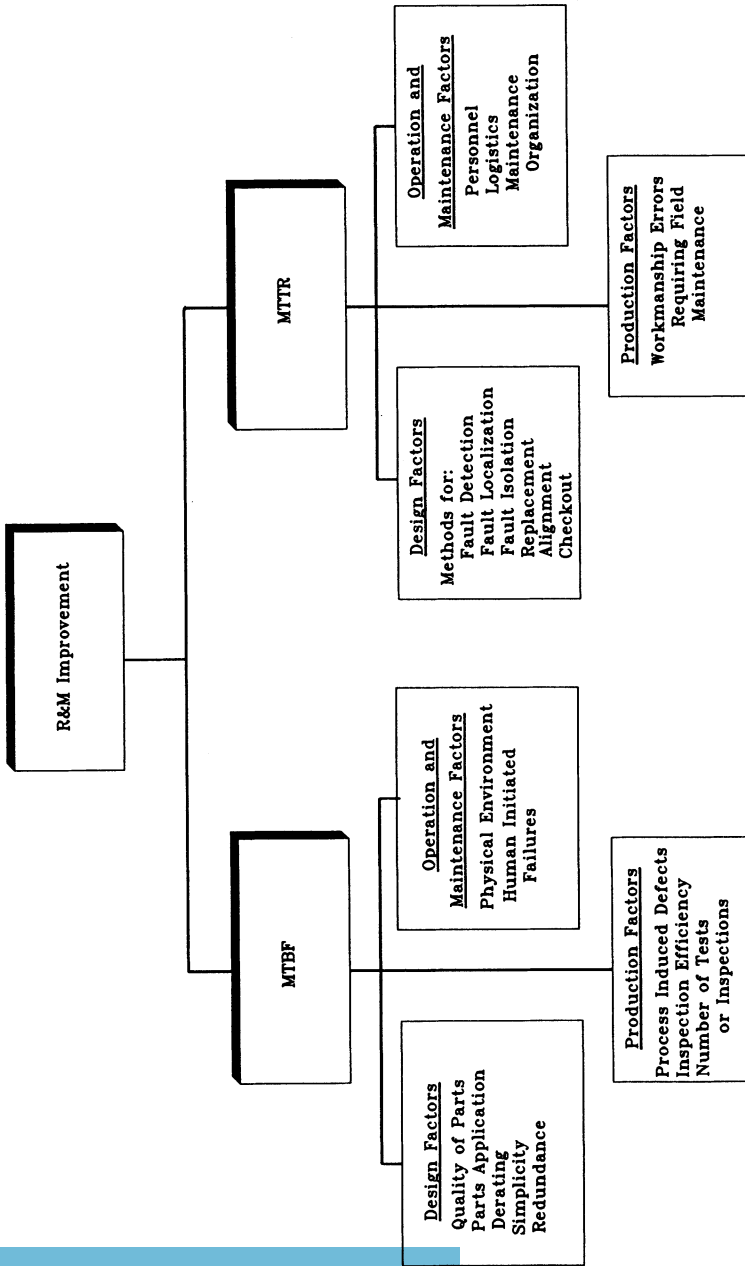 R&M Improvement
MTBF
MTTR
Design Factors
Quality of Parts
Parts Application
Derating
Simplicity
Redundance
Operation and
Maintenance Factors
Physical Environment
Human Initiated
Failures
Production Factors
Process Induced Defects
Inspection Efficiency
Number of Tests
or Inspections
Design Factors
Methods for:
Fault Detection
Fault Localization
Fault Isolation
Replacement
Alignment
Checkout
Operation and
Maintenance Factors
Personnel
Logistics
Maintenance
Organization
Production Factors
Workmanship Errors
Requiring Field
Maintenance